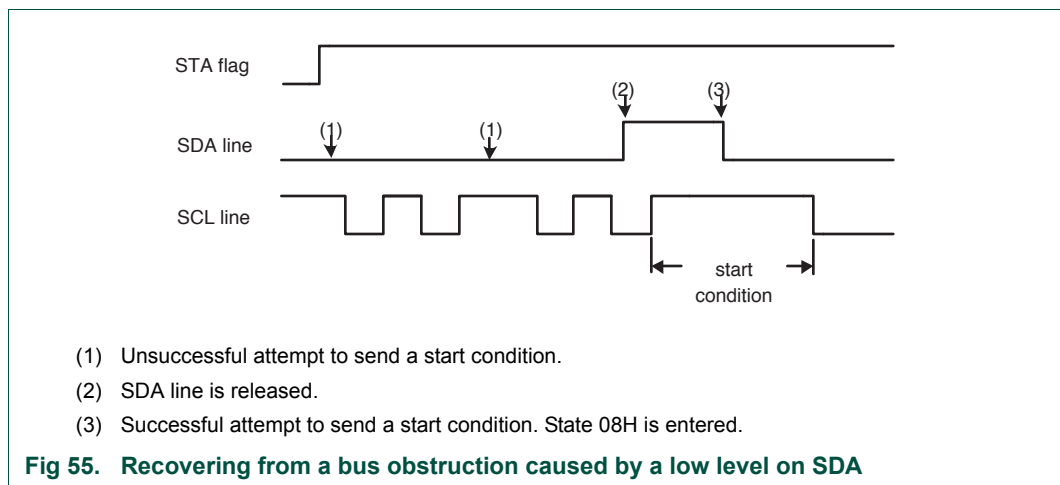 STA flag
(2) (3)
(1) (1)
SDA line
SCL line
start
condition
(1) Unsuccessful attempt to send a start condition.
(2) SDA line is released.
(3) Successful attempt to send a start condition. State 08H is entered.
Fig 55. Recovering from a bus obstruction caused by a low level on SDA